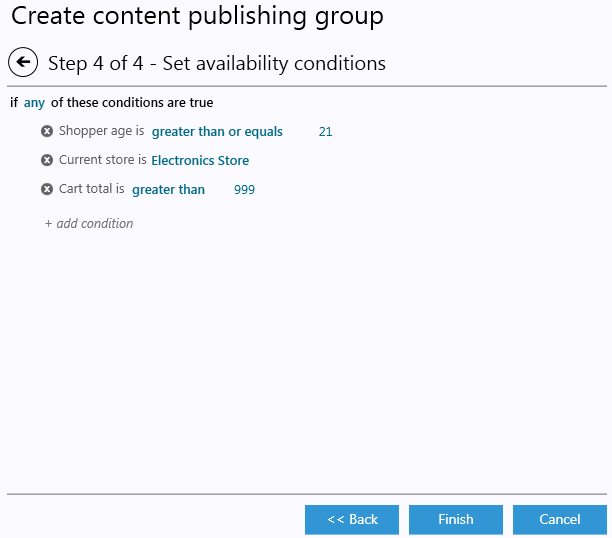 Create content publishing group
Step 4 of 4 - Set availability conditions
if any of these conditions are true
Shopper age is greater than or equals 21
Current store is Electronics Store
Cart total is greater than 999
+ add condition
<< Back Finish Cancel